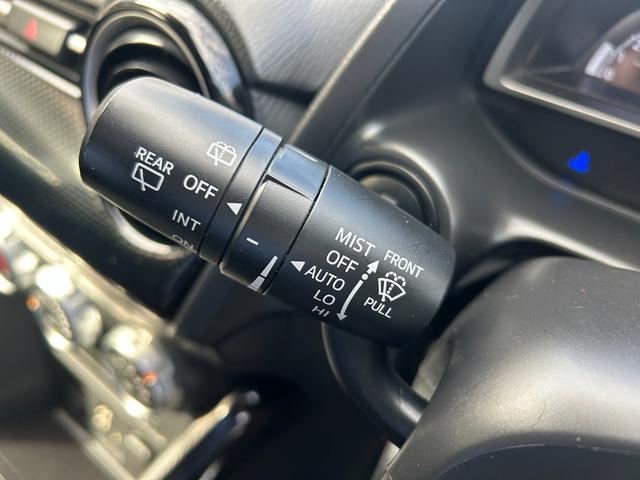 REAR
OFF
INT
ON
MIST
OFF
AUTO
LO
HI
FRONT
PULL